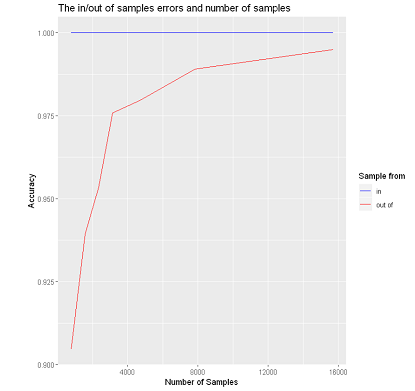 The in/out of samples errors and number of samples
1.000
0.975
0.950
0.925
0.900
Accuracy
4000 8000 12000 16000
Number of Samples
Sample from
in
out of